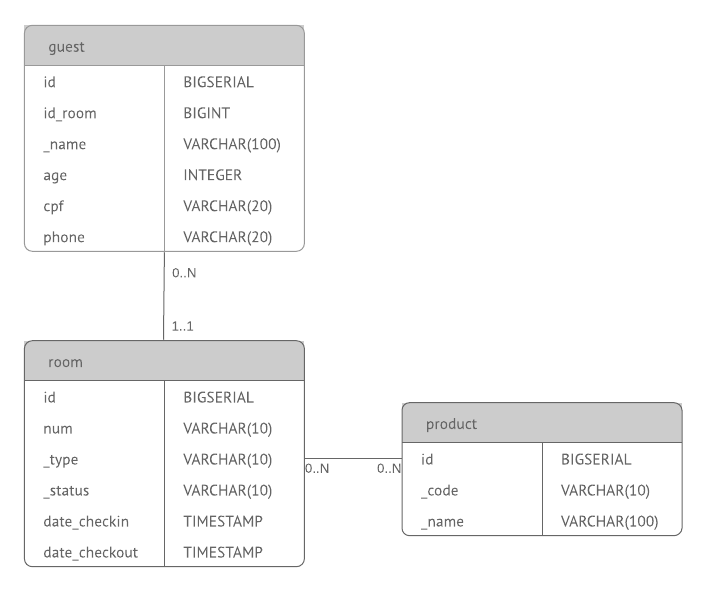 guest
id BIGSERIAL
id_room BIGINT
_name VARCHAR(100)
age INTEGER
cpf VARCHAR(20)
phone VARCHAR(20)
0..N
1..1
room
id BIGSERIAL
num VARCHAR(10)
_type VARCHAR(10)
_status VARCHAR(10)
date_checkin TIMESTAMP
date_checkout TIMESTAMP
0..N 0..N
product
id BIGSERIAL
_code VARCHAR(10)
_name VARCHAR(100)